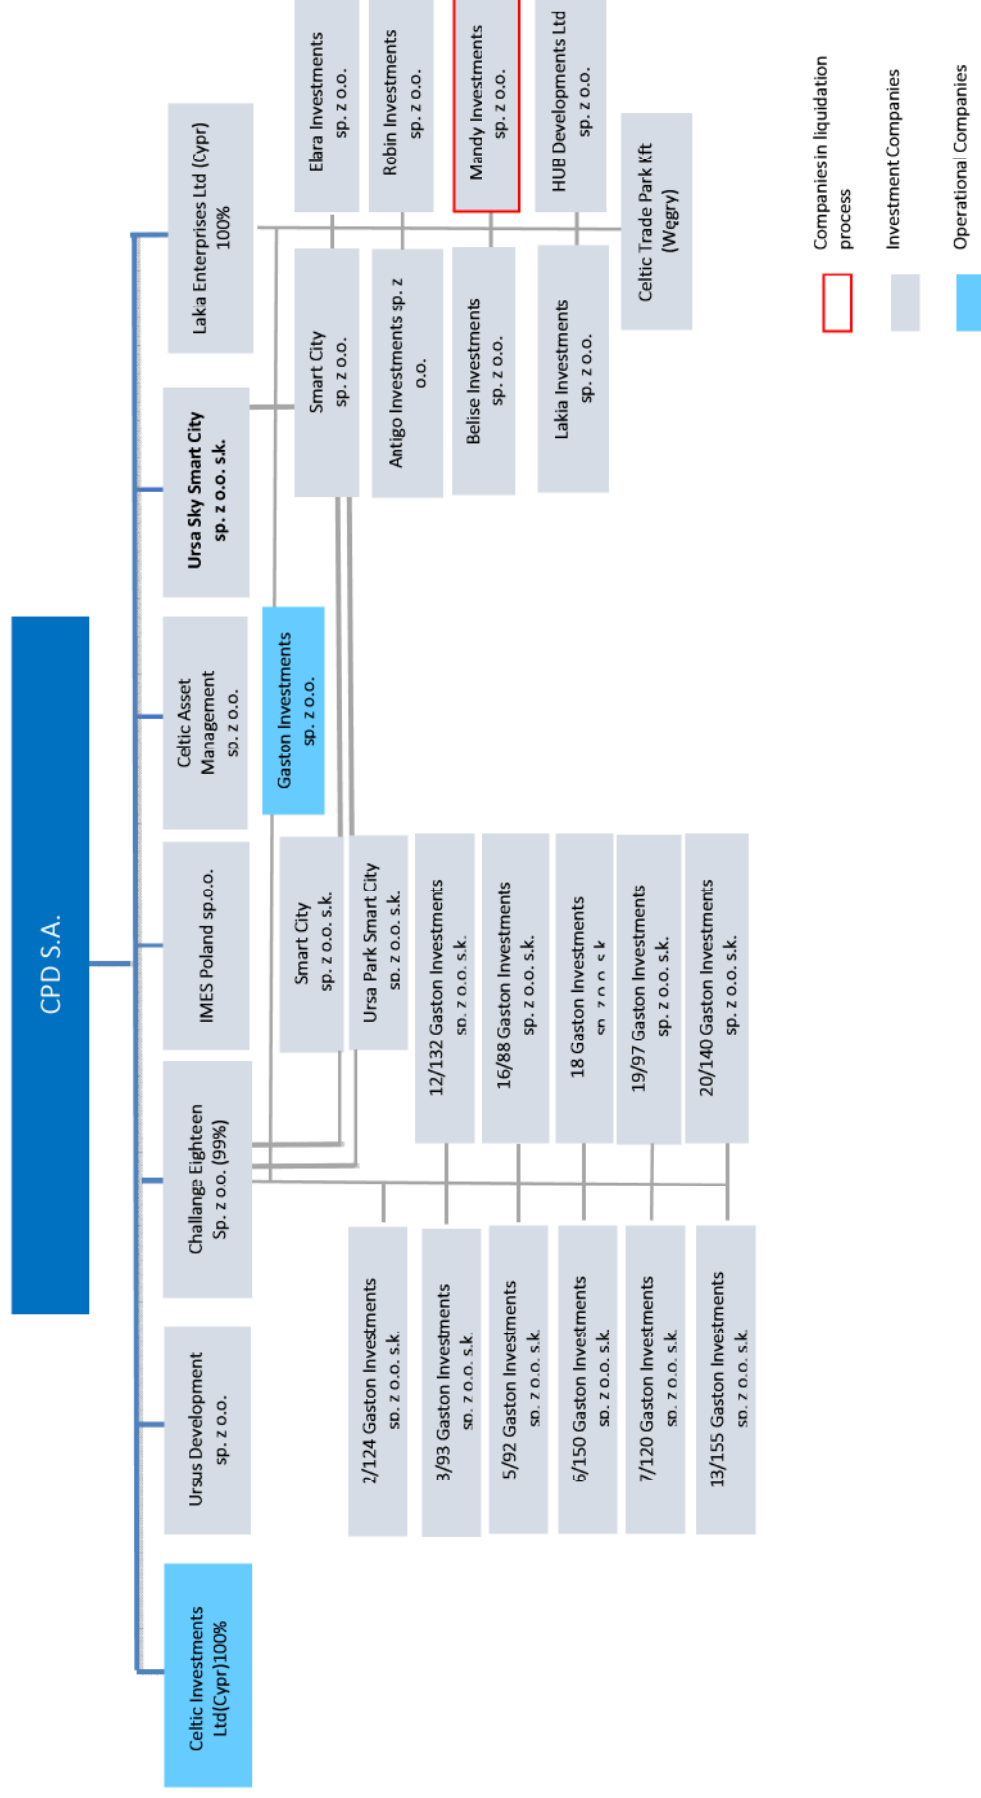 CPD S.A.
Celtic Investments
Ltd(Cypr)100%
Ursus Development
sp. z o.o.
Challange Eighteen
Sp. z o.o. (99%)
IMES Poland sp.o.o.
Celtic Asset
Management
sp. z o.o.
Ursa Sky Smart City
sp. z o.o. s.k.
Laka Enterprises Ltd (Cypr)
100%
Gaston Investments
sp. z o.o.
Smart City
sp. z o.o. s.k.
Ursa Park Smart City
sp. z o.o. s.k.
2/124 Gaston Investments
sp. z o.o. s.k.
3/93 Gaston Investments
sp. z o.o. s.k.
5/92 Gaston Investments
sp. z o.o. s.k.
6/150 Gaston Investments
sp. z o.o. s.k.
7/120 Gaston Investments
sp. z o.o. s.k.
13/155 Gaston Investments
sp. z o.o. s.k.
12/132 Gaston Investments
sp. z o.o. s.k.
16/88 Gaston Investments
sp. z o.o. s.k.
18 Gaston Investments
sp. z o.o. s.k
19/97 Gaston Investments
sp. z o.o. s.k.
20/140 Gaston Investments
sp. z o.o. s.k.
Smart City
sp. z o.o.
Antigo Investments sp. z
o.o.
Belise Investments
sp. z o.o.
Lakia Investments
sp. z o.o.
Elara Investments
sp. z o.o.
Robin Investments
sp. z o.o.
Mandy Investments
sp. z o.o.
HUB Developments Ltd
sp. z o.o.
Celtic Trade Park Kft
(Węgry)
Companies in liquidation
process
Investment Companies
Operational Companies